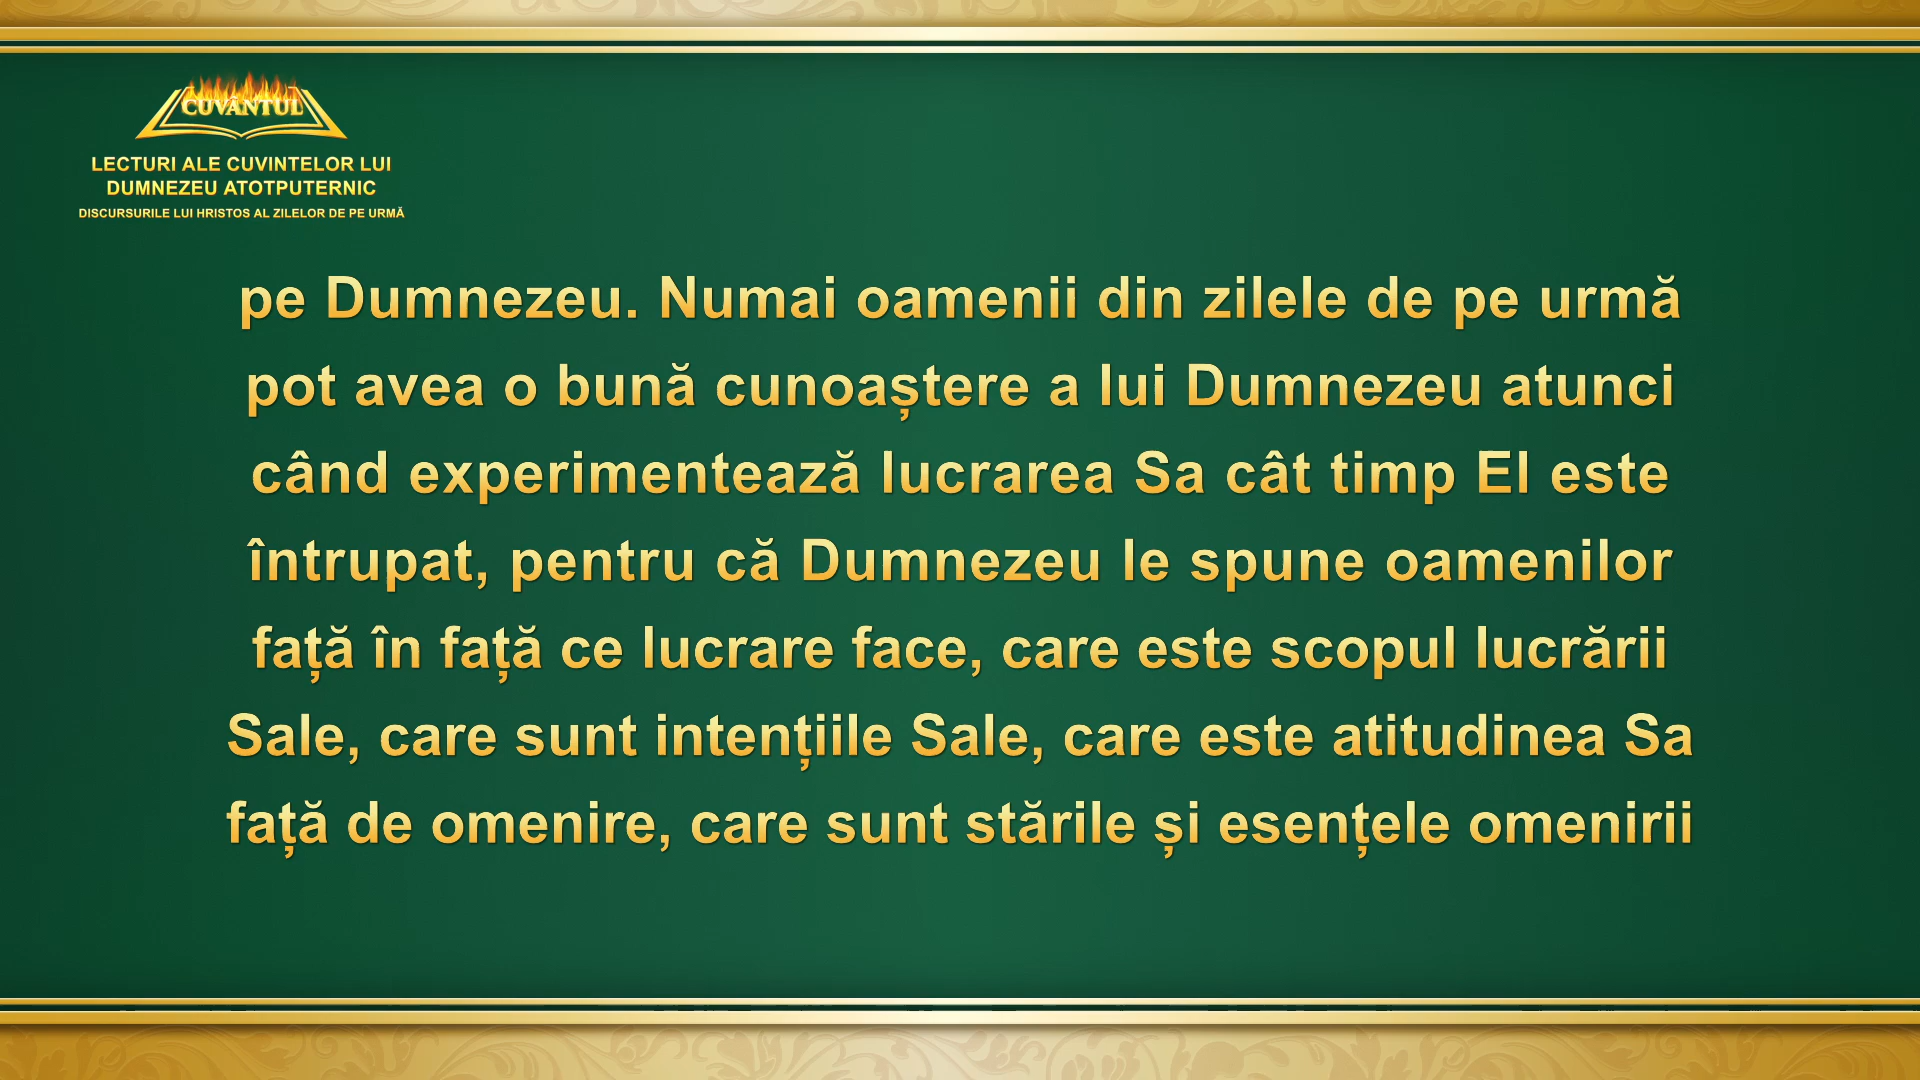 CUVÂNTUL
LECTURI ALE CUVINTELOR LUI
DUMNEZEU ATOTPUTERNIC
DISCURSURILE LUI HRISTOS AL ZILELOR DE PE URMĂ
pe Dumnezeu. Numai oamenii din zilele de pe urmă
pot avea o bună cunoaștere a lui Dumnezeu atunci
când experimentează lucrarea Sa cât timp El este
întrupat, pentru că Dumnezeu le spune oamenilor
față în față ce lucrare face, care este scopul lucrării
Sale, care sunt intențiile Sale, care este atitudinea Sa
față de omenire, care sunt stările și esențele omenirii